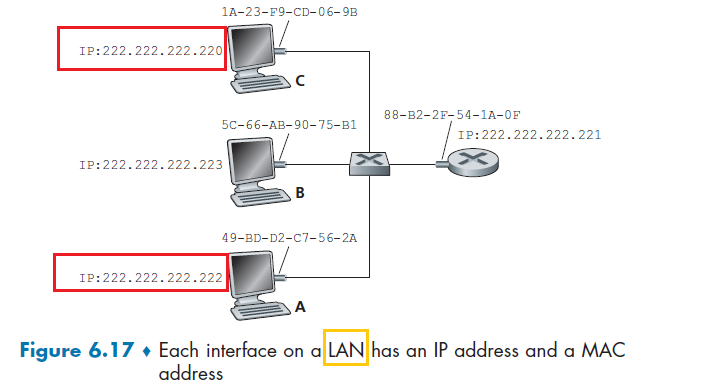 1A-23-F9-CD-06-9B
IP:222.222.222.220
C
88-B2-2F-54-1A-0F
5C-66-AB-90-75-B1
IP:222.222.222.221
IP:222.222.222.223
B
49-BD-D2-C7-56-2A
IP:222.222.222.222
A
Figure 6.17 ♦ Each interface on a LAN has an IP address and a MAC
address